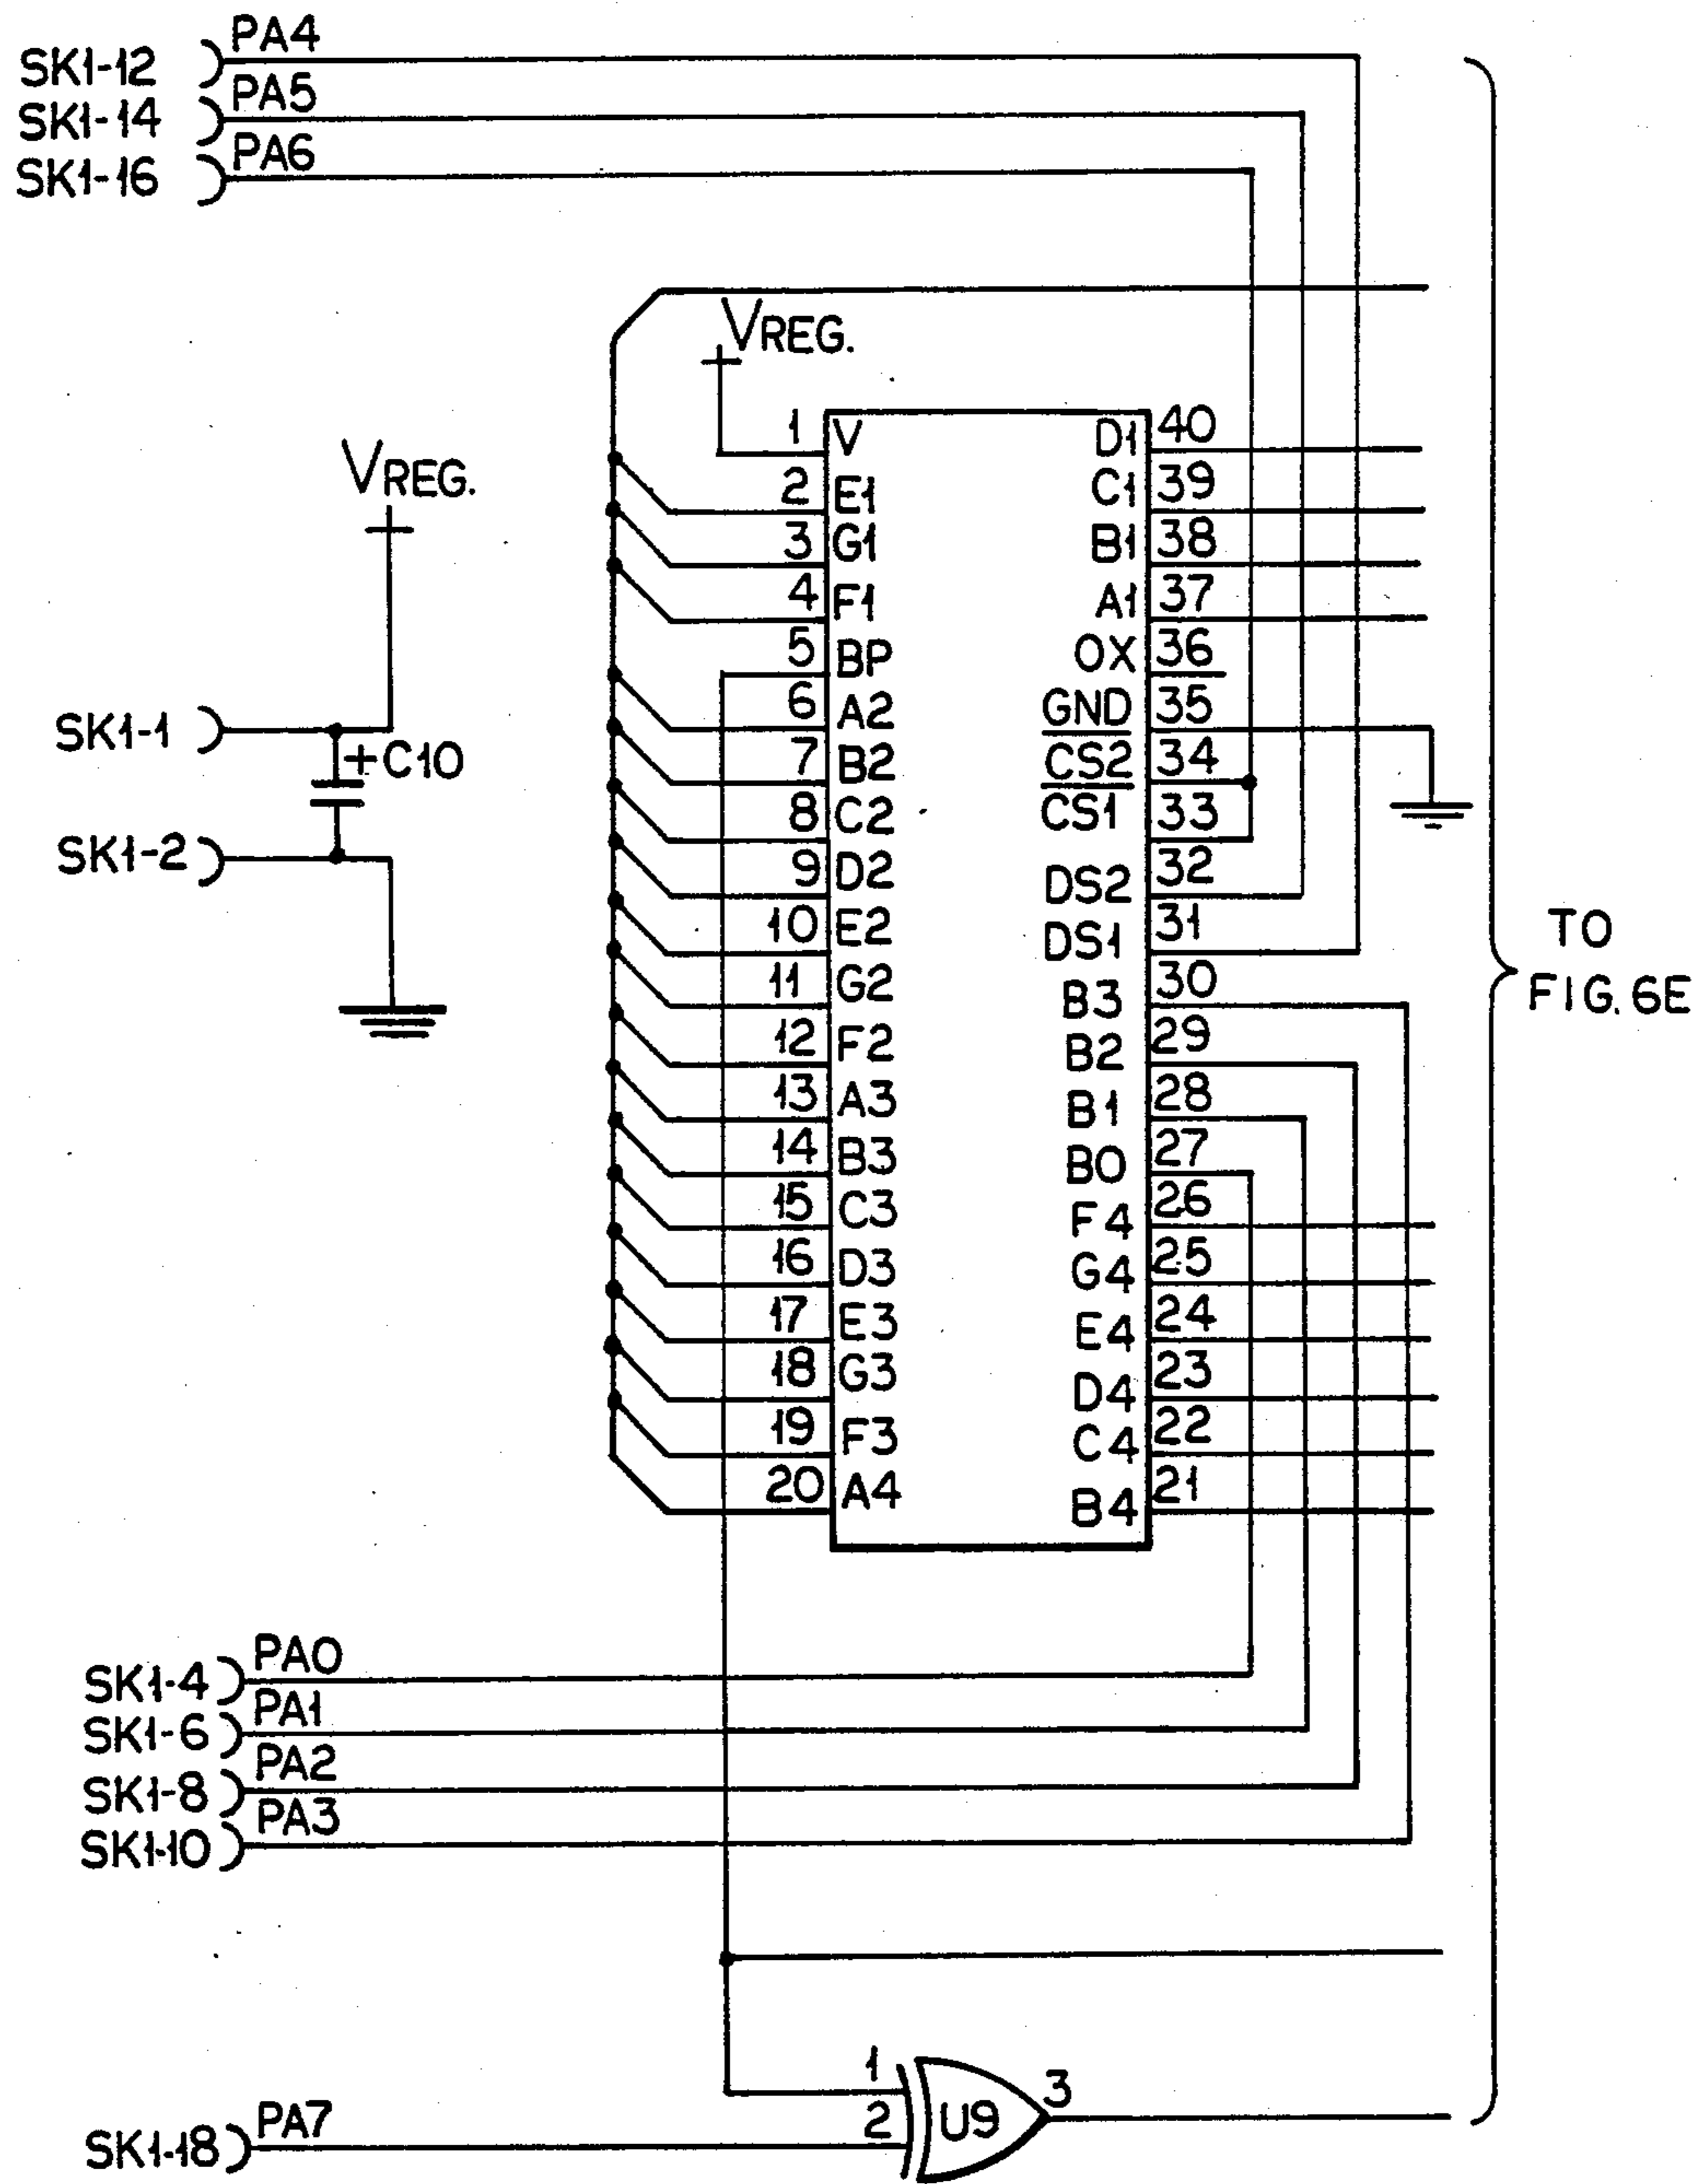 SK1-12 PA4
SK1-14 PA5
SK1-16 PA6
VREG.
VREG.
SK1-1
+C10
SK1-2
1 V
2 E1
3 G1
4 F1
5 BP
6 A2
7 B2
8 C2
9 D2
10 E2
11 G2
12 F2
13 A3
14 B3
15 C3
16 D3
17 E3
18 G3
19 F3
20 A4
D1 40
C1 39
B1 38
A1 37
OX 36
GND 35
CS2 34
CS1 33
DS2 32
DS1 31
B3 30
B2 29
B1 28
B0 27
F4 26
G4 25
E4 24
D4 23
C4 22
B4 21
TO
FIG. 6E
SK1-4 PA0
SK1-6 PA1
SK1-8 PA2
SK1-10 PA3
1
2
U9
3
SK1-18 PA7